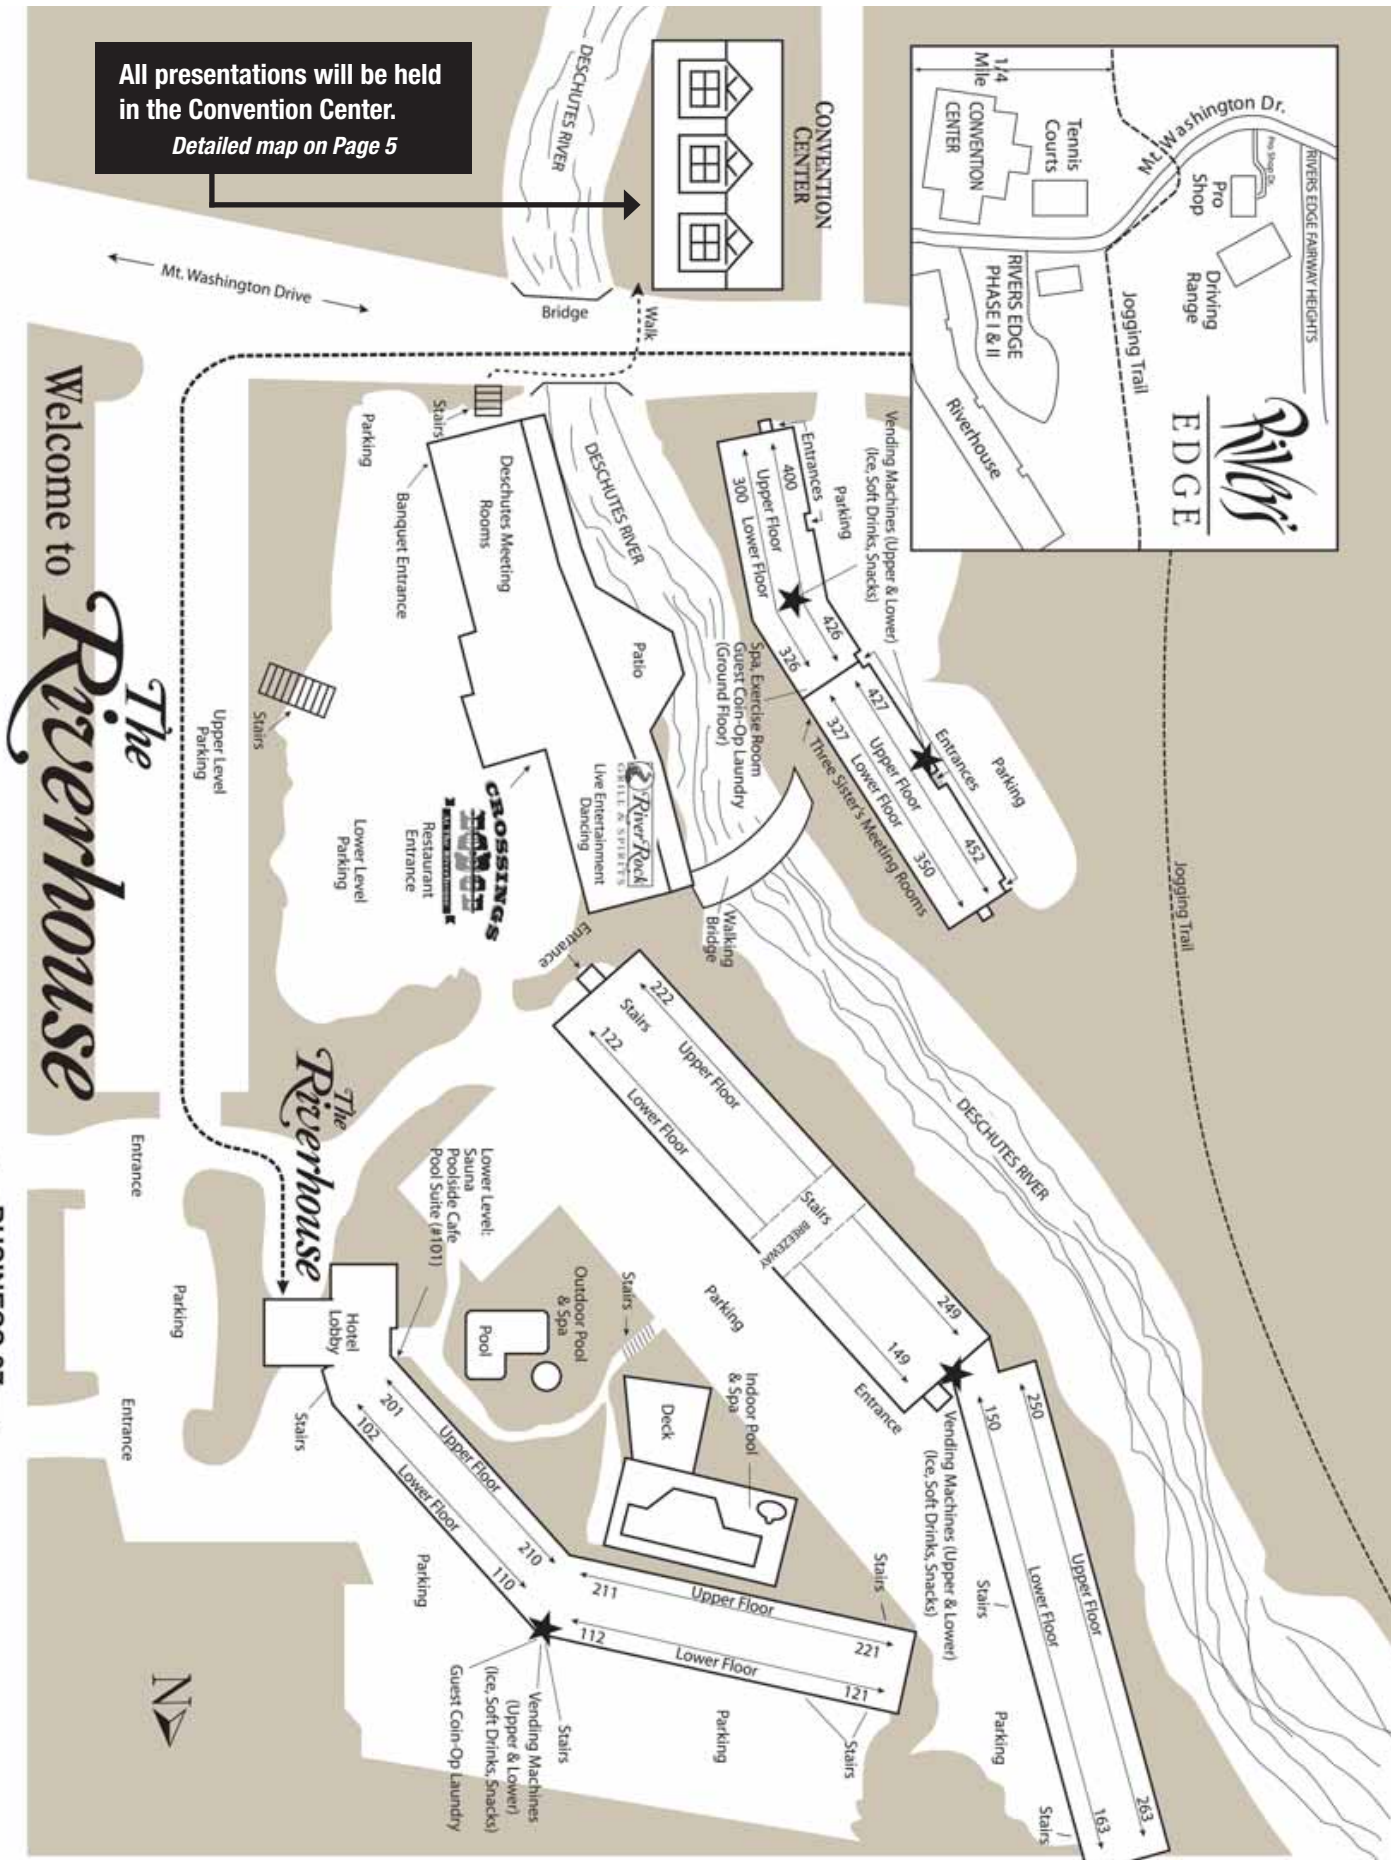 All presentations will be held
in the Convention Center.
Detailed map on Page 5
DESCHUTES RIVER
CONVENTION
CENTER
1/4
Mile
CONVENTION
CENTER
Tennis
Courts
Mt. Washington Dr.
Pro Shop Dr.
Pro
Shop
RIVERS EDGE FAIRWAY HEIGHTS
Driving
Range
RIVERS EDGE
PHASE I & II
Jogging Trail
Riverhouse
Rivers'
EDGE
Mt. Washington Drive
Bridge
Walk
Stairs
Parking
Banquet Entrance
Deschutes Meeting
Rooms
DESCHUTES RIVER
Patio
Entrances
Parking
Vending Machines (Upper & Lower)
(Ice, Soft Drinks, Snacks)
400
Upper Floor
426
300
Lower Floor
326
427
Upper Floor
452
327
Lower Floor
350
Entrances
Parking
Spa, Exercise Room
Guest Coin-Op Laundry
(Ground Floor)
Three Sister's Meeting Rooms
Jogging Trail
Welcome to
The
Riverhouse
Upper Level
Parking
Stairs
Lower Level
Parking
CROSSINGS
Restaurant
Entrance
River Rock
GRILL & SPIRITS
Live Entertainment
Dancing
Walking
Bridge
Entrance
222
Stairs
122
Upper Floor
Lower Floor
Stairs
BREEZEWAY
249
149
Entrance
DESCHUTES RIVER
The
Riverhouse
Entrance
Parking
Entrance
Hotel
Lobby
Stairs
Lower Level:
Sauna
Poolside Cafe
Pool Suite (#101)
Pool
Outdoor Pool
& Spa
Stairs
Parking
Deck
Indoor Pool
& Spa
Vending Machines (Upper & Lower)
(Ice, Soft Drinks, Snacks)
250
Upper Floor
263
150
Lower Floor
163
Stairs
Parking
Stairs
201
Upper Floor
210
102
Lower Floor
110
Parking
211
Upper Floor
221
112
Lower Floor
121
Stairs
Stairs
Parking
Stairs
Vending Machines
(Upper & Lower)
(Ice, Soft Drinks, Snacks)
Guest Coin-Op Laundry
N